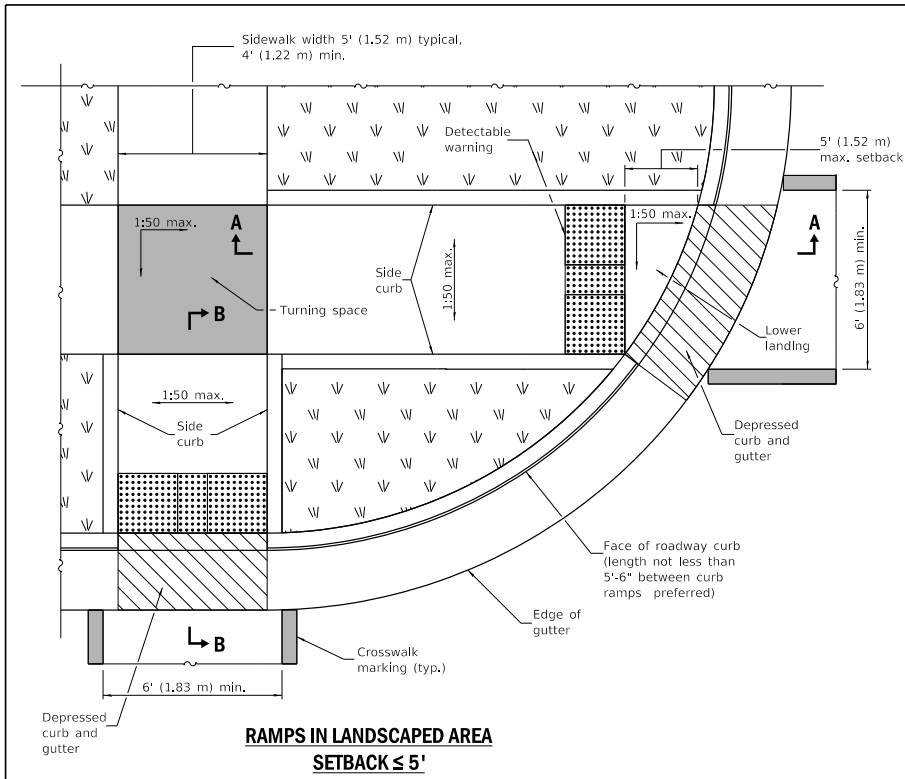 Sidewalk width 5' (1.52 m) typical,
4' (1.22 m) min.
Detectable
warning
5' (1.52 m)
max. setback
1:50 max.
A
1:50 max.
A
Side
curb
1:50 max.
B
Turning space
6' (1.83 m) min.
Lower
landing
1:50 max.
Side
curb
Depressed
curb and
gutter
Face of roadway curb
(length not less than
5'-6" between curb
ramps preferred)
Edge of
gutter
B
Crosswalk
marking (typ.)
6' (1.83 m) min.
Depressed
curb and
gutter
RAMPS IN LANDSCAPED AREA
SETBACK ≤ 5'